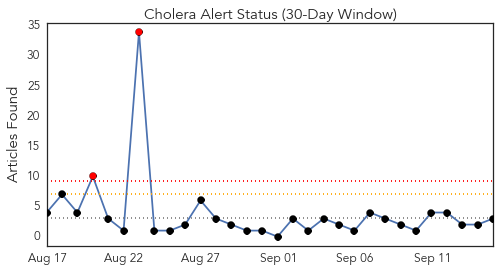 Cholera Alert Status (30-Day Window)
Articles Found
35
30
25
20
15
10
5
0
Aug 17 Aug 22 Aug 27 Sep 01 Sep 06 Sep 11